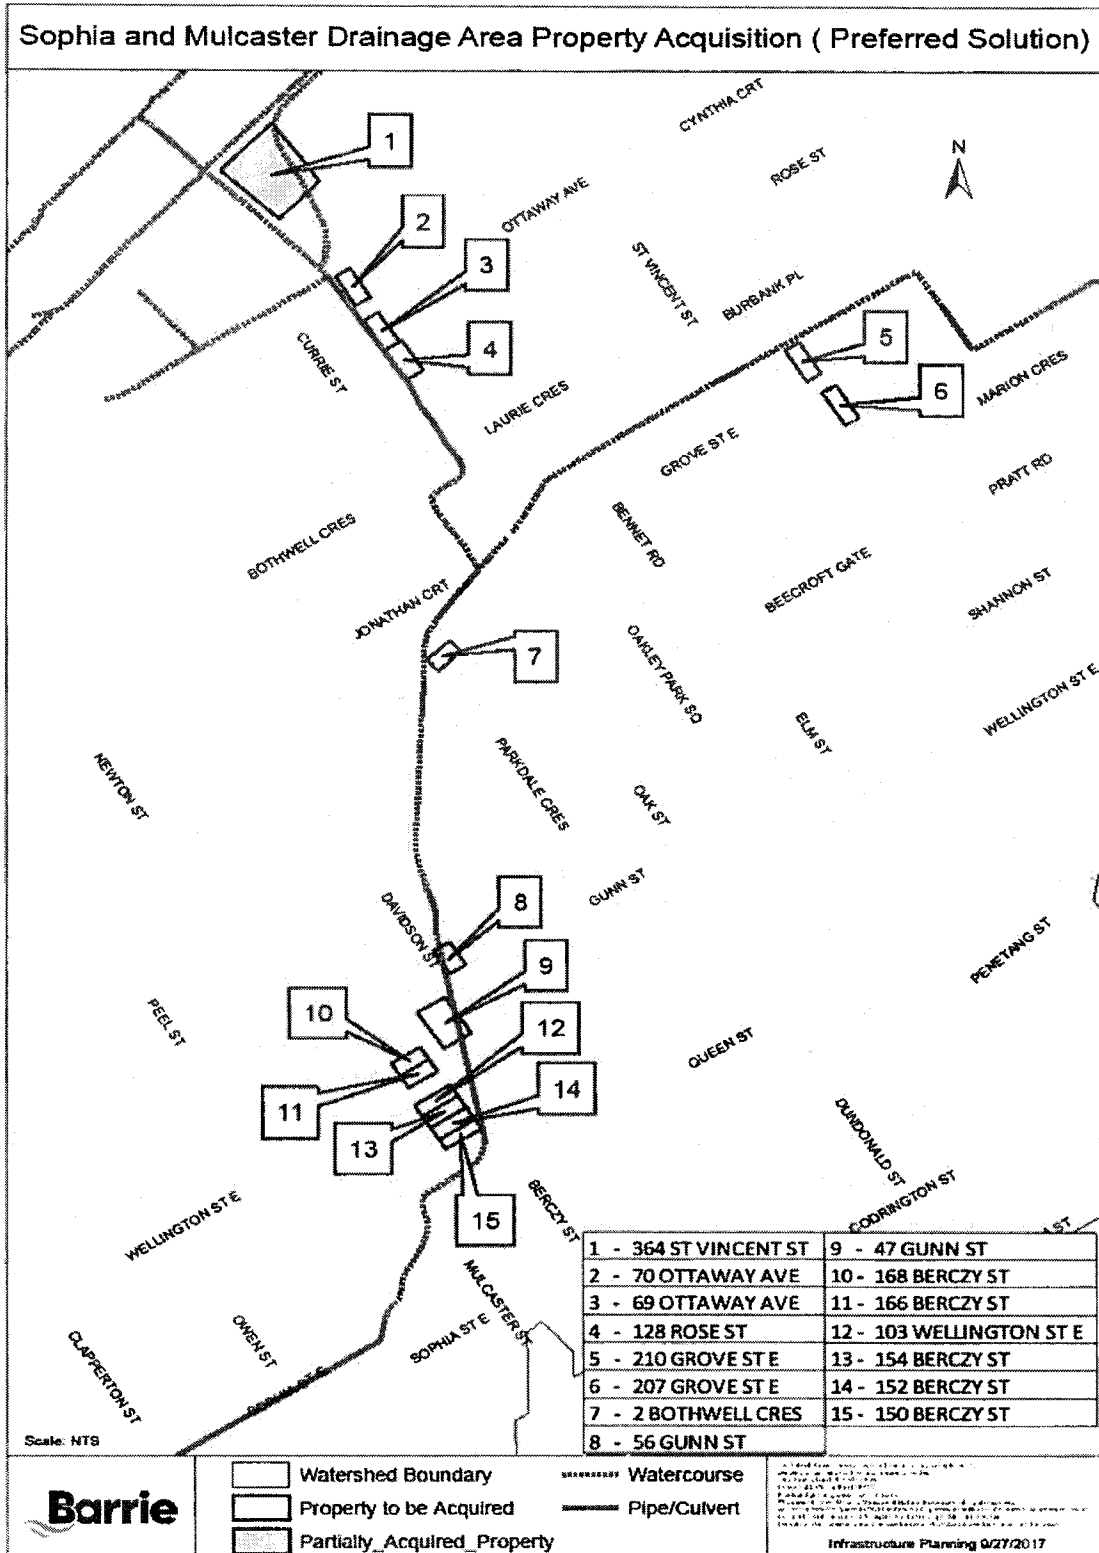 Sophia and Mulcaster Drainage Area Property Acquisition ( Preferred Solution)
CYNTHIA CRT
1
N
ROSE ST
OTTAWAY AVE
2
3
ST VINCENT ST
BURBANK PL
4
5
CURRIE ST
MARION CRES
6
LAURIE CRES
GROVE ST E
PRATT RD
BENNET RD
BOTHWELL CRES
BEECROFT GATE
SHANNON ST
JONATHAN CRT
7
OAKLEY PARK SQ
WELLINGTON ST E
ELM ST
NEWTON ST
PARKDALE CRES
OAK ST
GUNN ST
8
DAVIDSON ST
PENETANG ST
9
10
PEEL ST
12
QUEEN ST
14
11
13
DUNDONALD ST
CODRINGTON ST
BERCZY ST
15
WELLINGTON ST E
MULCASTER ST
SOPHIA ST E
OWEN ST
CLAPPERTON ST
1 - 364 ST VINCENT ST
2 - 70 OTTAWAY AVE
3 - 69 OTTAWAY AVE
4 - 128 ROSE ST
5 - 210 GROVE ST E
6 - 207 GROVE ST E
7 - 2 BOTHWELL CRES
8 - 56 GUNN ST
9 - 47 GUNN ST
10 - 168 BERCZY ST
11 - 166 BERCZY ST
12 - 103 WELLINGTON ST E
13 - 154 BERCZY ST
14 - 152 BERCZY ST
15 - 150 BERCZY ST
Scale: NTS
Barrie
Watershed Boundary
Property to be Acquired
Partially_Acquired_Property
Watercourse
Pipe/Culvert
Infrastructure Planning 9/27/2017